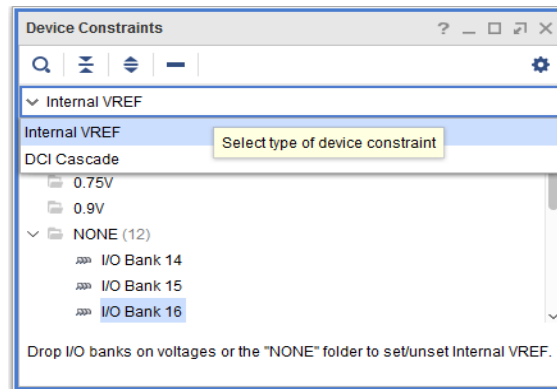 Device Constraints
Internal VREF
Internal VREF
Select type of device constraint
DCI Cascade
0.75V
0.9V
NONE (12)
I/O Bank 14
I/O Bank 15
I/O Bank 16
Drop I/O banks on voltages or the "NONE" folder to set/unset Internal VREF.